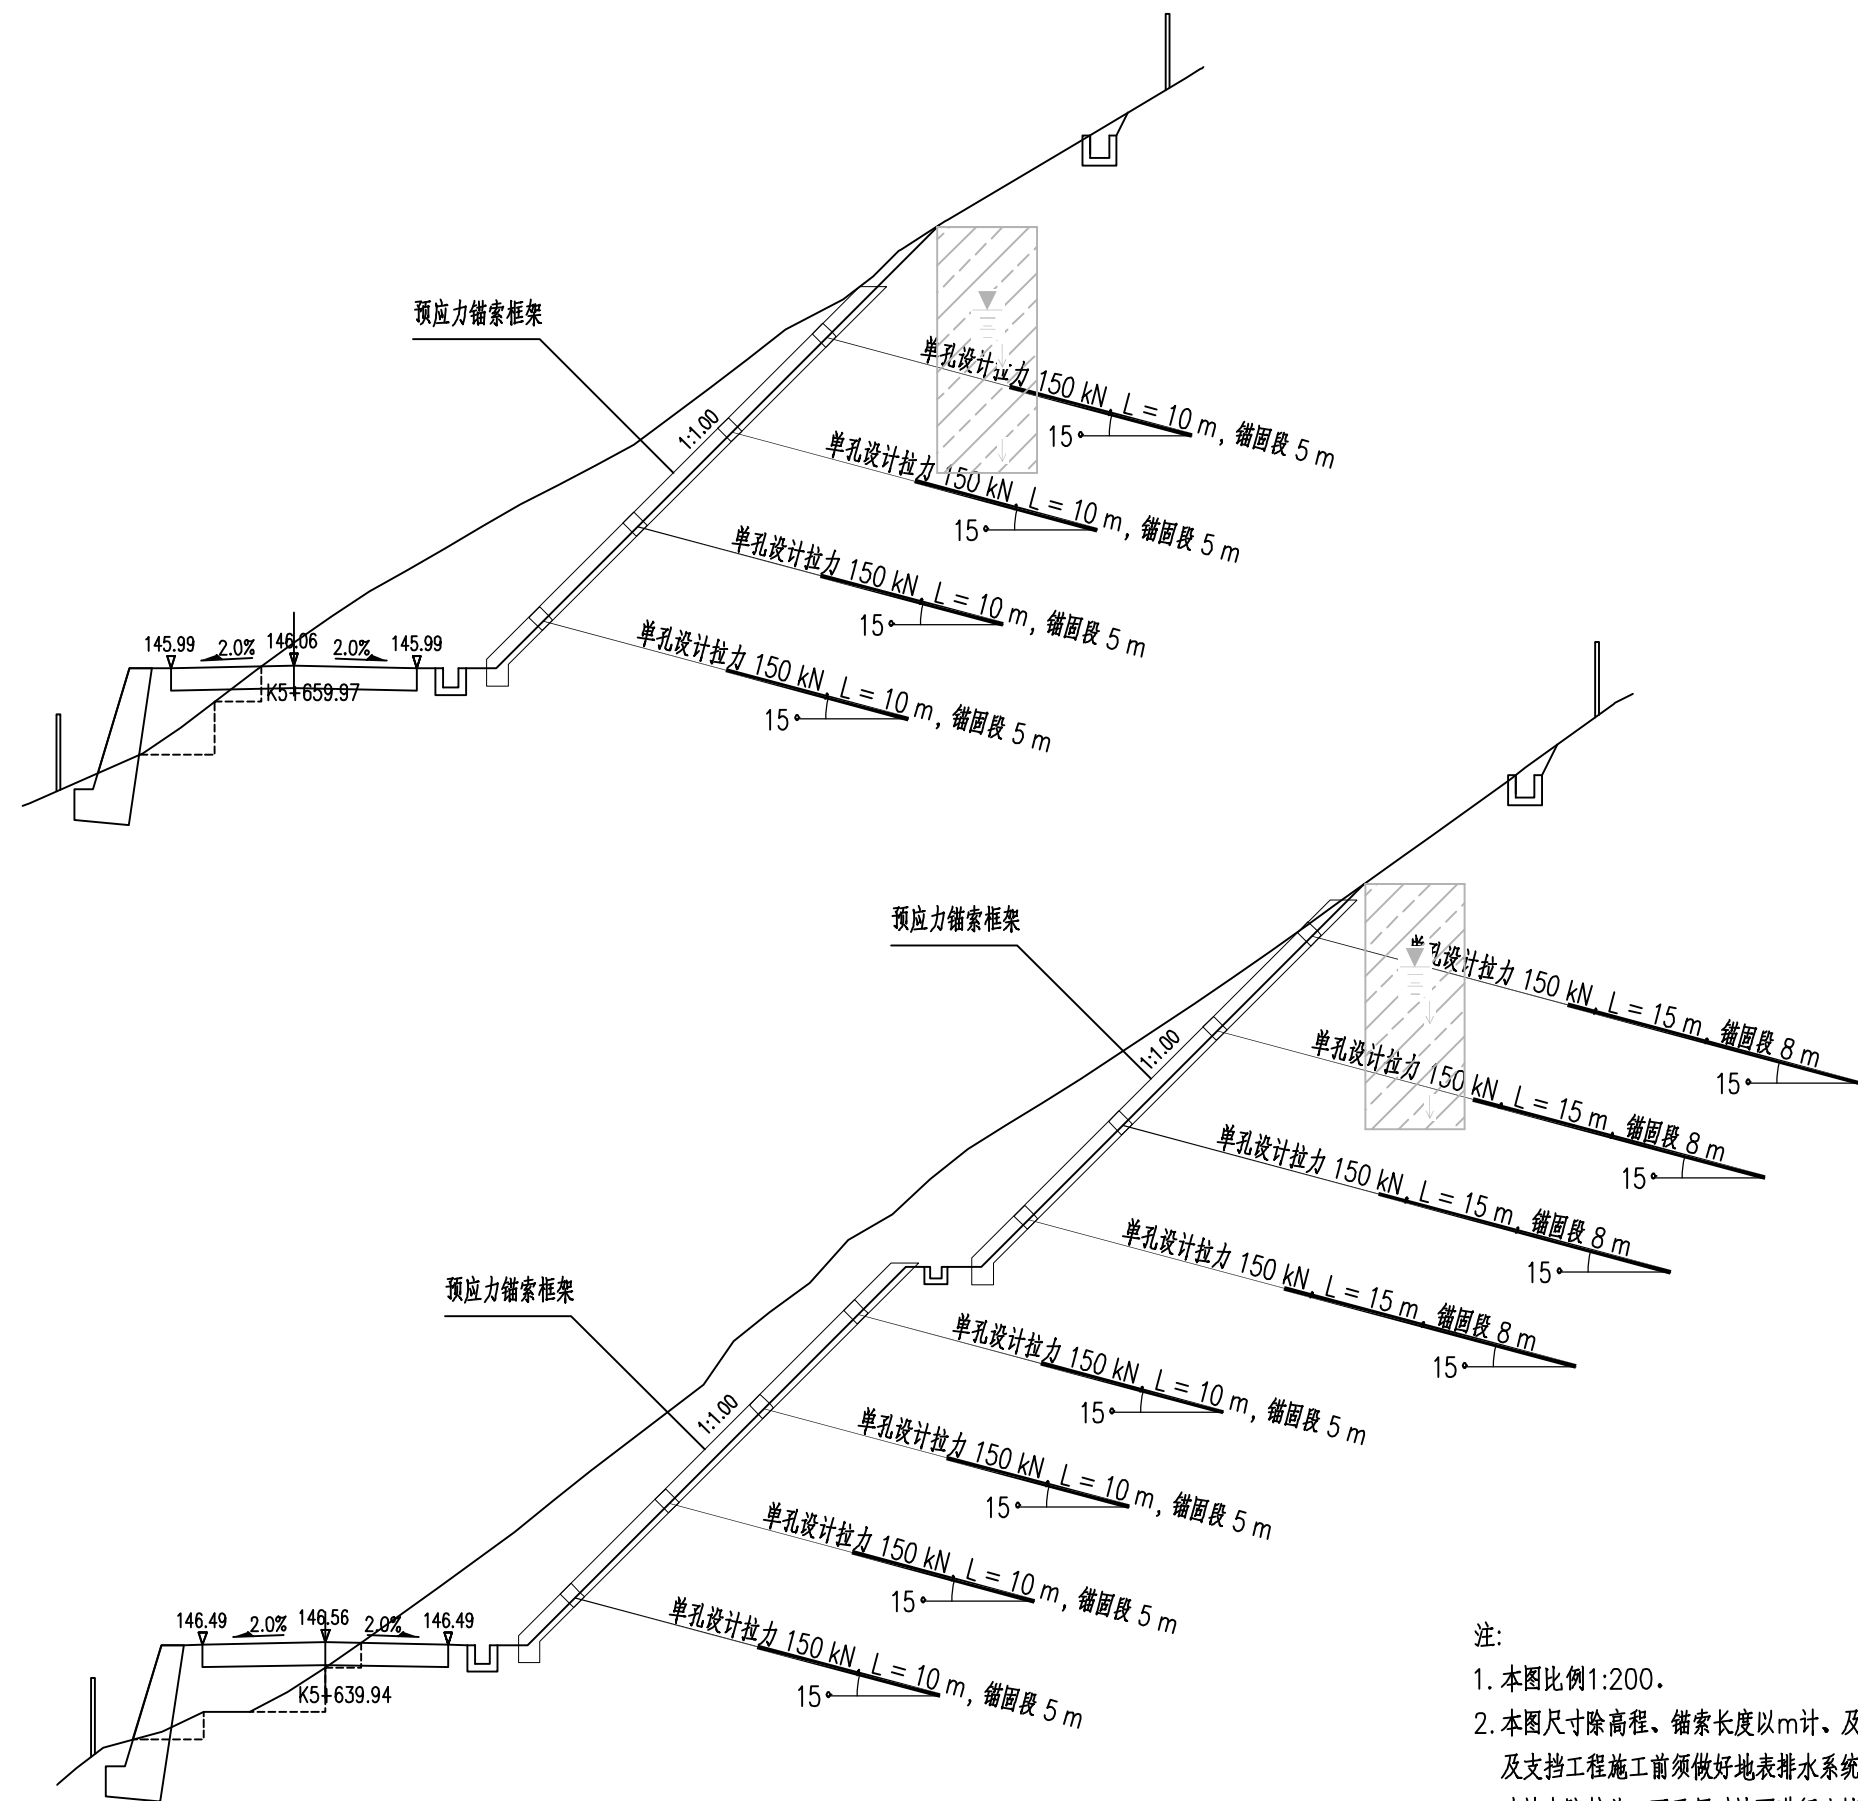 预应力锚索框架
1:1.00
单孔设计拉力 150 kN, L = 10 m, 锚固段 5 m
15°
单孔设计拉力 150 kN, L = 10 m, 锚固段 5 m
15°
单孔设计拉力 150 kN, L = 10 m, 锚固段 5 m
15°
单孔设计拉力 150 kN, L = 10 m, 锚固段 5 m
15°
145.99 2.0% 146.06 2.0% 145.99
K5+659.97
预应力锚索框架
1:1.00
单孔设计拉力 150 kN, L = 15 m, 锚固段 8 m
15°
单孔设计拉力 150 kN, L = 15 m, 锚固段 8 m
15°
单孔设计拉力 150 kN, L = 15 m, 锚固段 8 m
15°
单孔设计拉力 150 kN, L = 15 m, 锚固段 8 m
15°
预应力锚索框架
1:1.00
单孔设计拉力 150 kN, L = 10 m, 锚固段 5 m
15°
单孔设计拉力 150 kN, L = 10 m, 锚固段 5 m
15°
单孔设计拉力 150 kN, L = 10 m, 锚固段 5 m
15°
单孔设计拉力 150 kN, L = 10 m, 锚固段 5 m
15°
146.49 2.0% 146.56 2.0% 146.49
K5+639.94
注:
1. 本图比例1:200.
2. 本图尺寸除高程、锚索长度以m计、及
及支挡工程施工前须做好地表排水系统